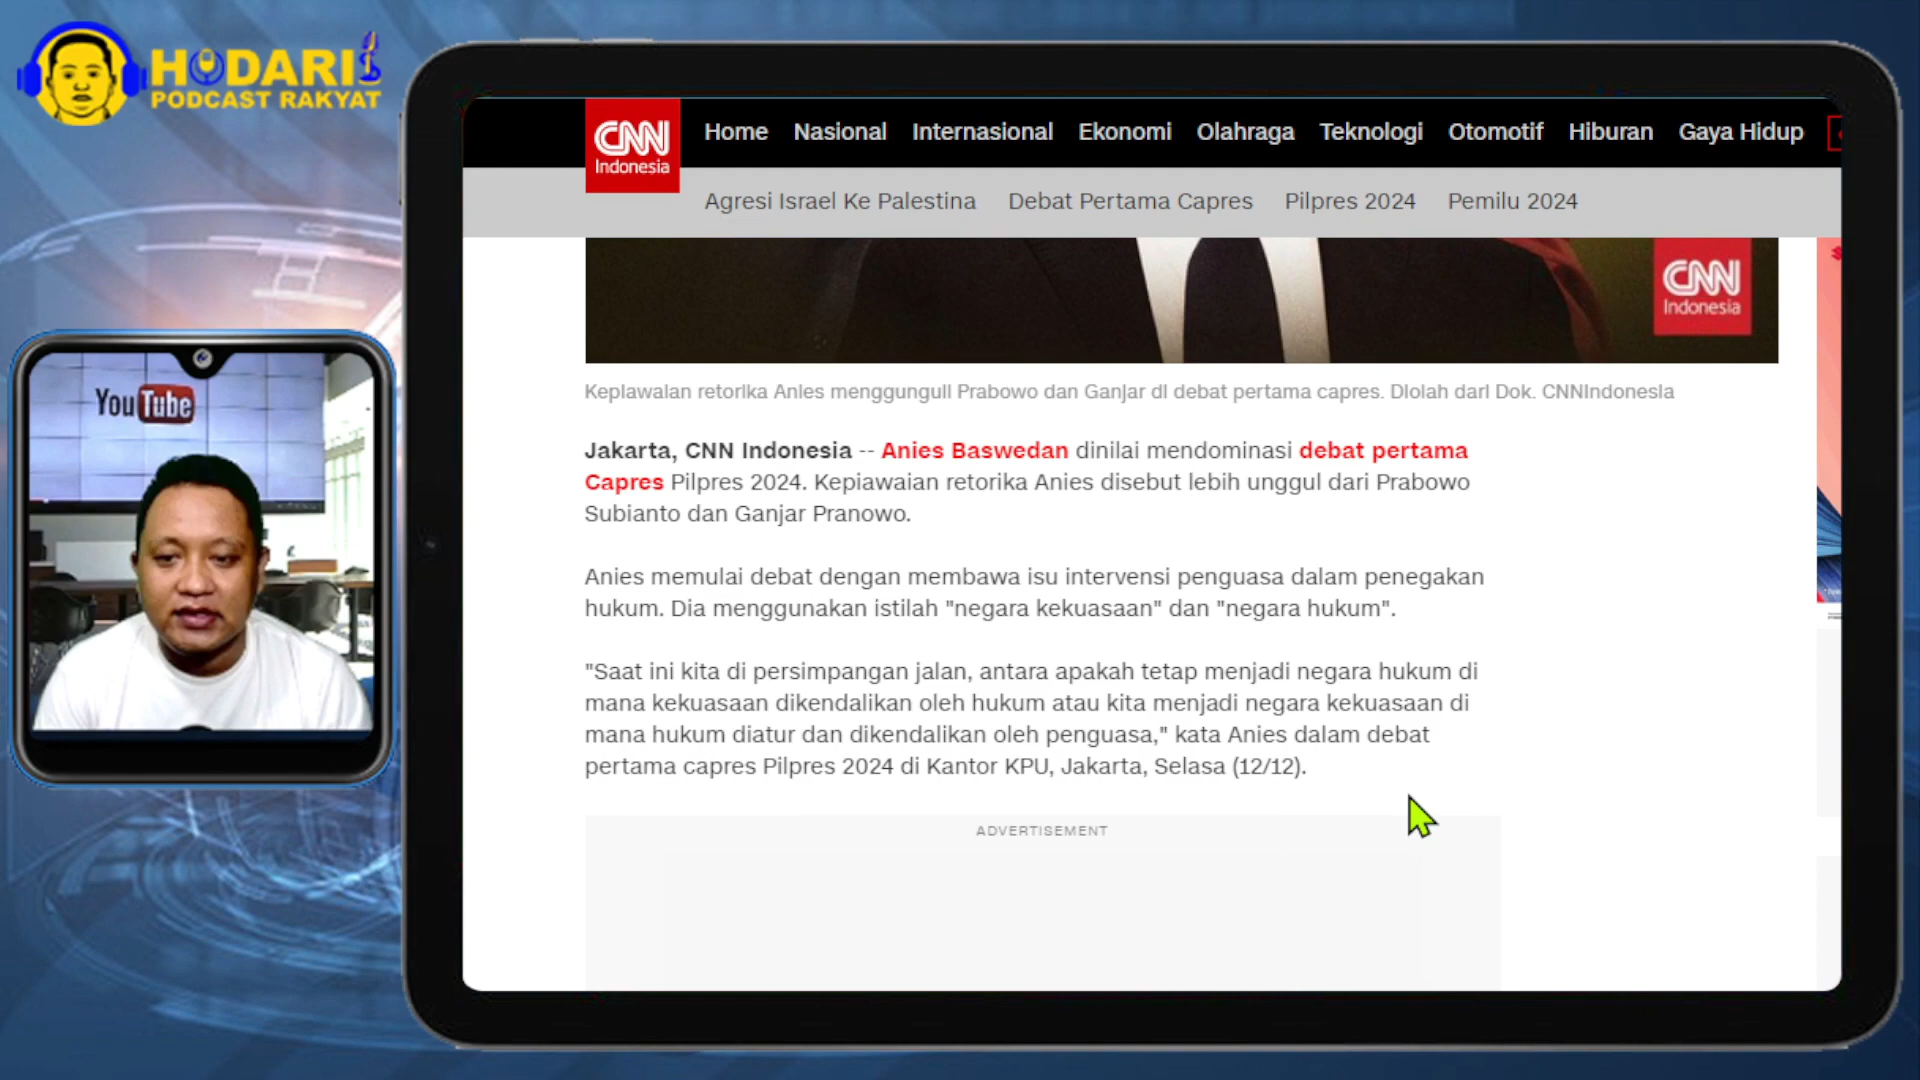 HODARI
PODCAST RAKYAT
YouTube
CNN
Indonesia
Home Nasional Internasional Ekonomi Olahraga Teknologi Otomotif Hiburan Gaya Hidup
Agresi Israel Ke Palestina Debat Pertama Capres Pilpres 2024 Pemilu 2024
CNN
Indonesia
Kepiawaian retorika Anies mengungguli Prabowo dan Ganjar di debat pertama capres. Diolah dari Dok. CNNIndonesia
Jakarta, CNN Indonesia -- Anies Baswedan dinilai mendominasi debat pertama
Capres Pilpres 2024. Kepiawaian retorika Anies disebut lebih unggul dari Prabowo
Subianto dan Ganjar Pranowo.
Anies memulai debat dengan membawa isu intervensi penguasa dalam penegakan
hukum. Dia menggunakan istilah "negara kekuasaan" dan "negara hukum".
"Saat ini kita di persimpangan jalan, antara apakah tetap menjadi negara hukum di
mana kekuasaan dikendalikan oleh hukum atau kita menjadi negara kekuasaan di
mana hukum diatur dan dikendalikan oleh penguasa," kata Anies dalam debat
pertama capres Pilpres 2024 di Kantor KPU, Jakarta, Selasa (12/12).
ADVERTISEMENT